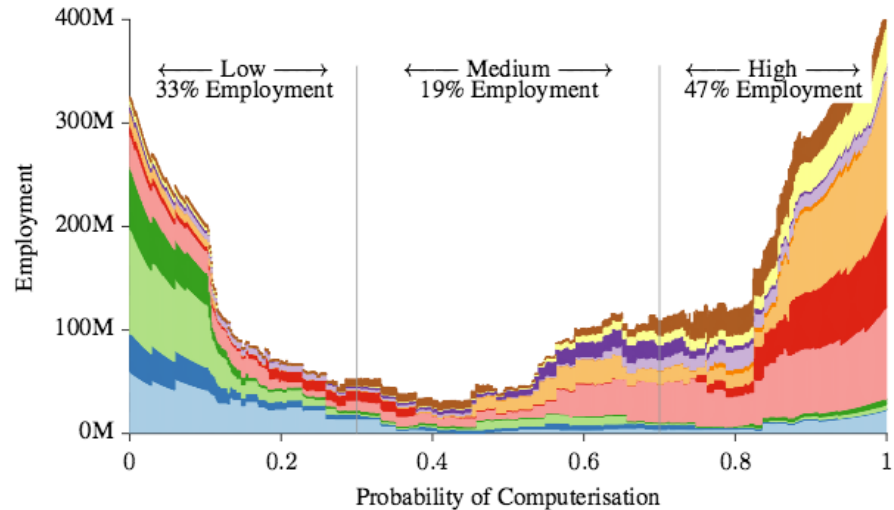 400M
← Low →
← Medium →
← High →
33% Employment
19% Employment
47% Employment
300M
Employment
200M
100M
0M
0 0.2 0.4 0.6 0.8 1
Probability of Computerisation